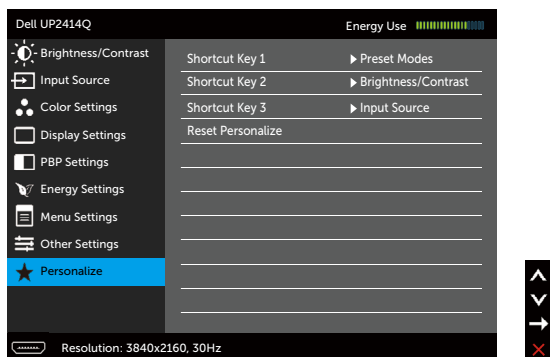 Dell UP2414Q
Energy Use
Brightness/Contrast
Input Source
Color Settings
Display Settings
PBP Settings
Energy Settings
Menu Settings
Other Settings
Personalize
Shortcut Key 1 Preset Modes
Shortcut Key 2 Brightness/Contrast
Shortcut Key 3 Input Source
Reset Personalize
Resolution: 3840x2160, 30Hz